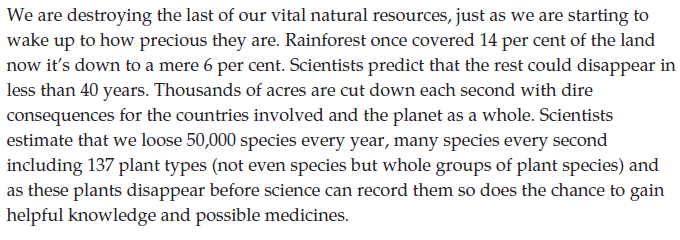 We are destroying the last of our vital natural resources, just as we are starting to
wake up to how precious they are. Rainforest once covered 14 per cent of the land
now it's down to a mere 6 per cent. Scientists predict that the rest could disappear in
less than 40 years. Thousands of acres are cut down each second with dire
consequences for the countries involved and the planet as a whole. Scientists
estimate that we loose 50,000 species every year, many species every second
including 137 plant types (not even species but whole groups of plant species) and
as these plants disappear before science can record them so does the chance to gain
helpful knowledge and possible medicines.